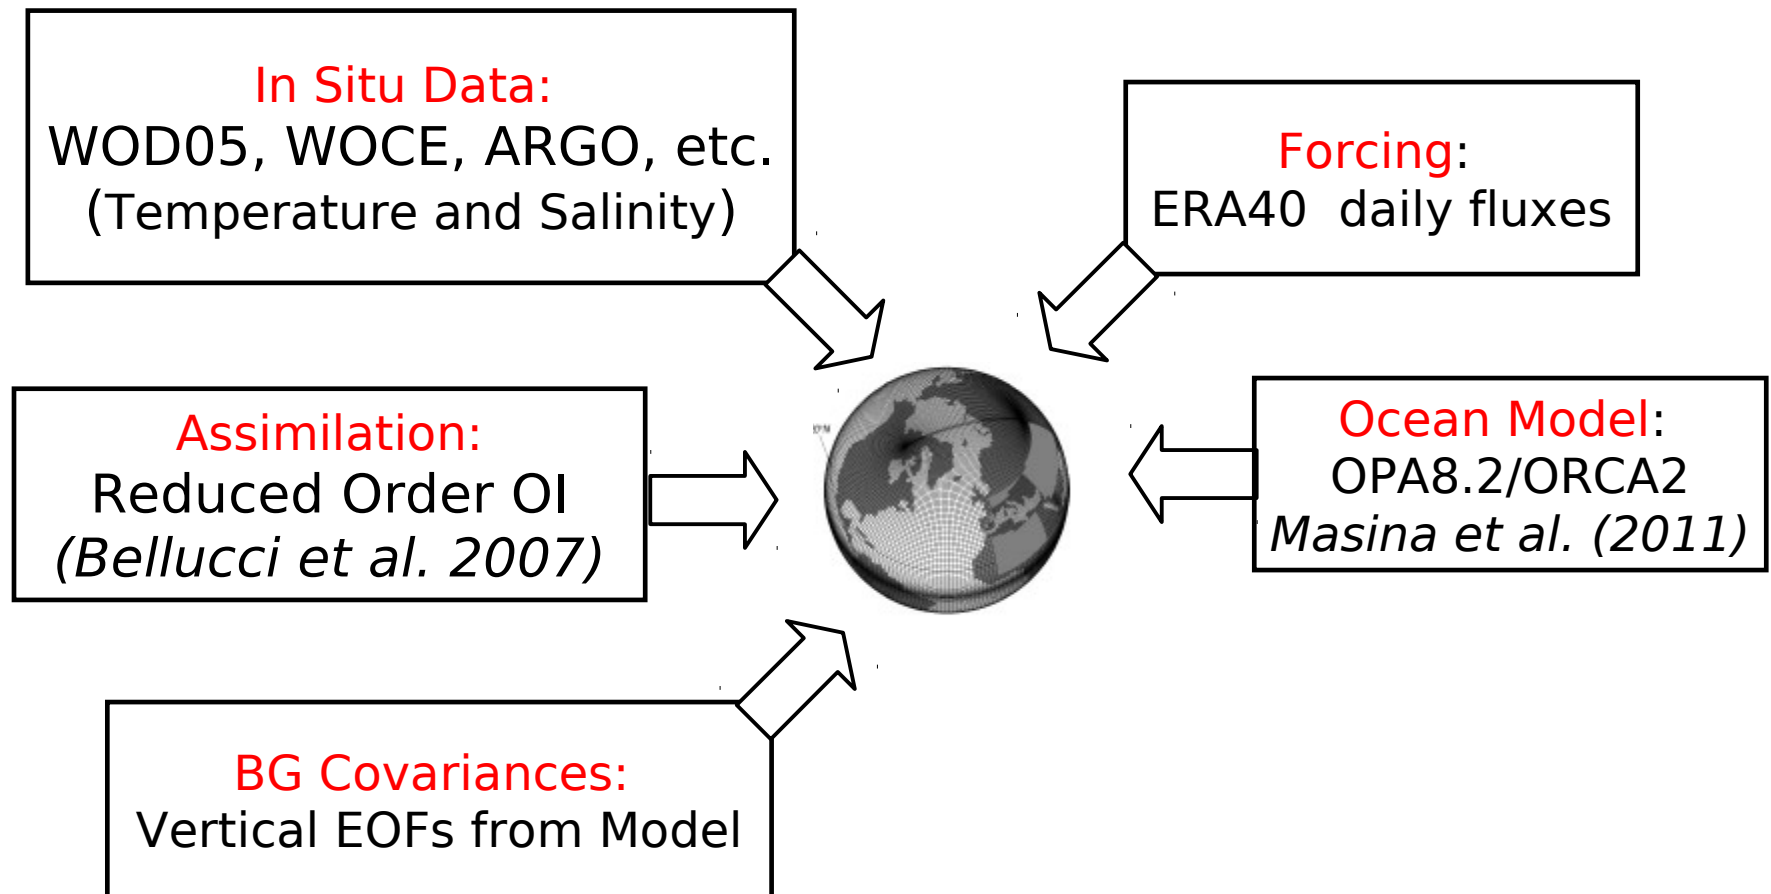 In Situ Data:
WOD05, WOCE, ARGO, etc.
(Temperature and Salinity)
Forcing:
ERA40 daily fluxes
Assimilation:
Reduced Order OI
(Bellucci et al. 2007)
Ocean Model:
OPA8.2/ORCA2
Masina et al. (2011)
BG Covariances:
Vertical EOFs from Model